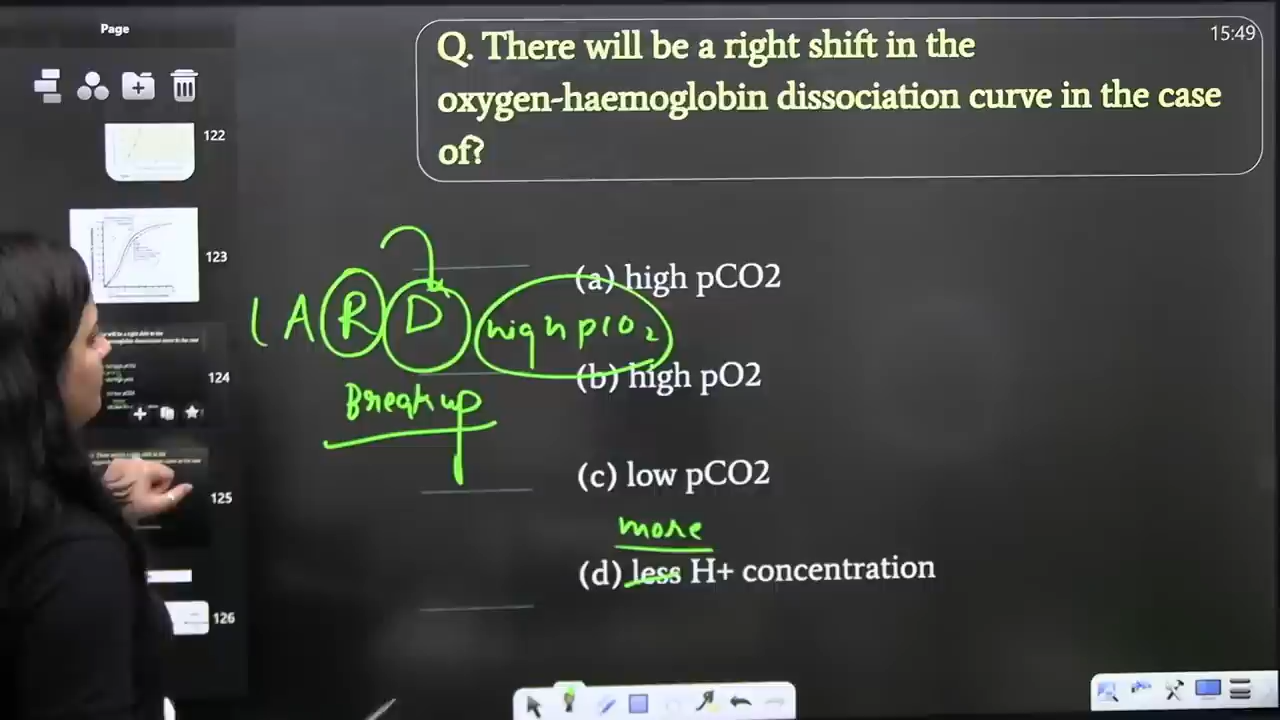 Page
15:49
Q. There will be a right shift in the
oxygen-haemoglobin dissociation curve in the case
of?
122
123
124
125
126
(a) high pCO2
L A R D high pCO2
(b) high pO2
Breakup
(c) low pCO2
more
(d) less H+ concentration